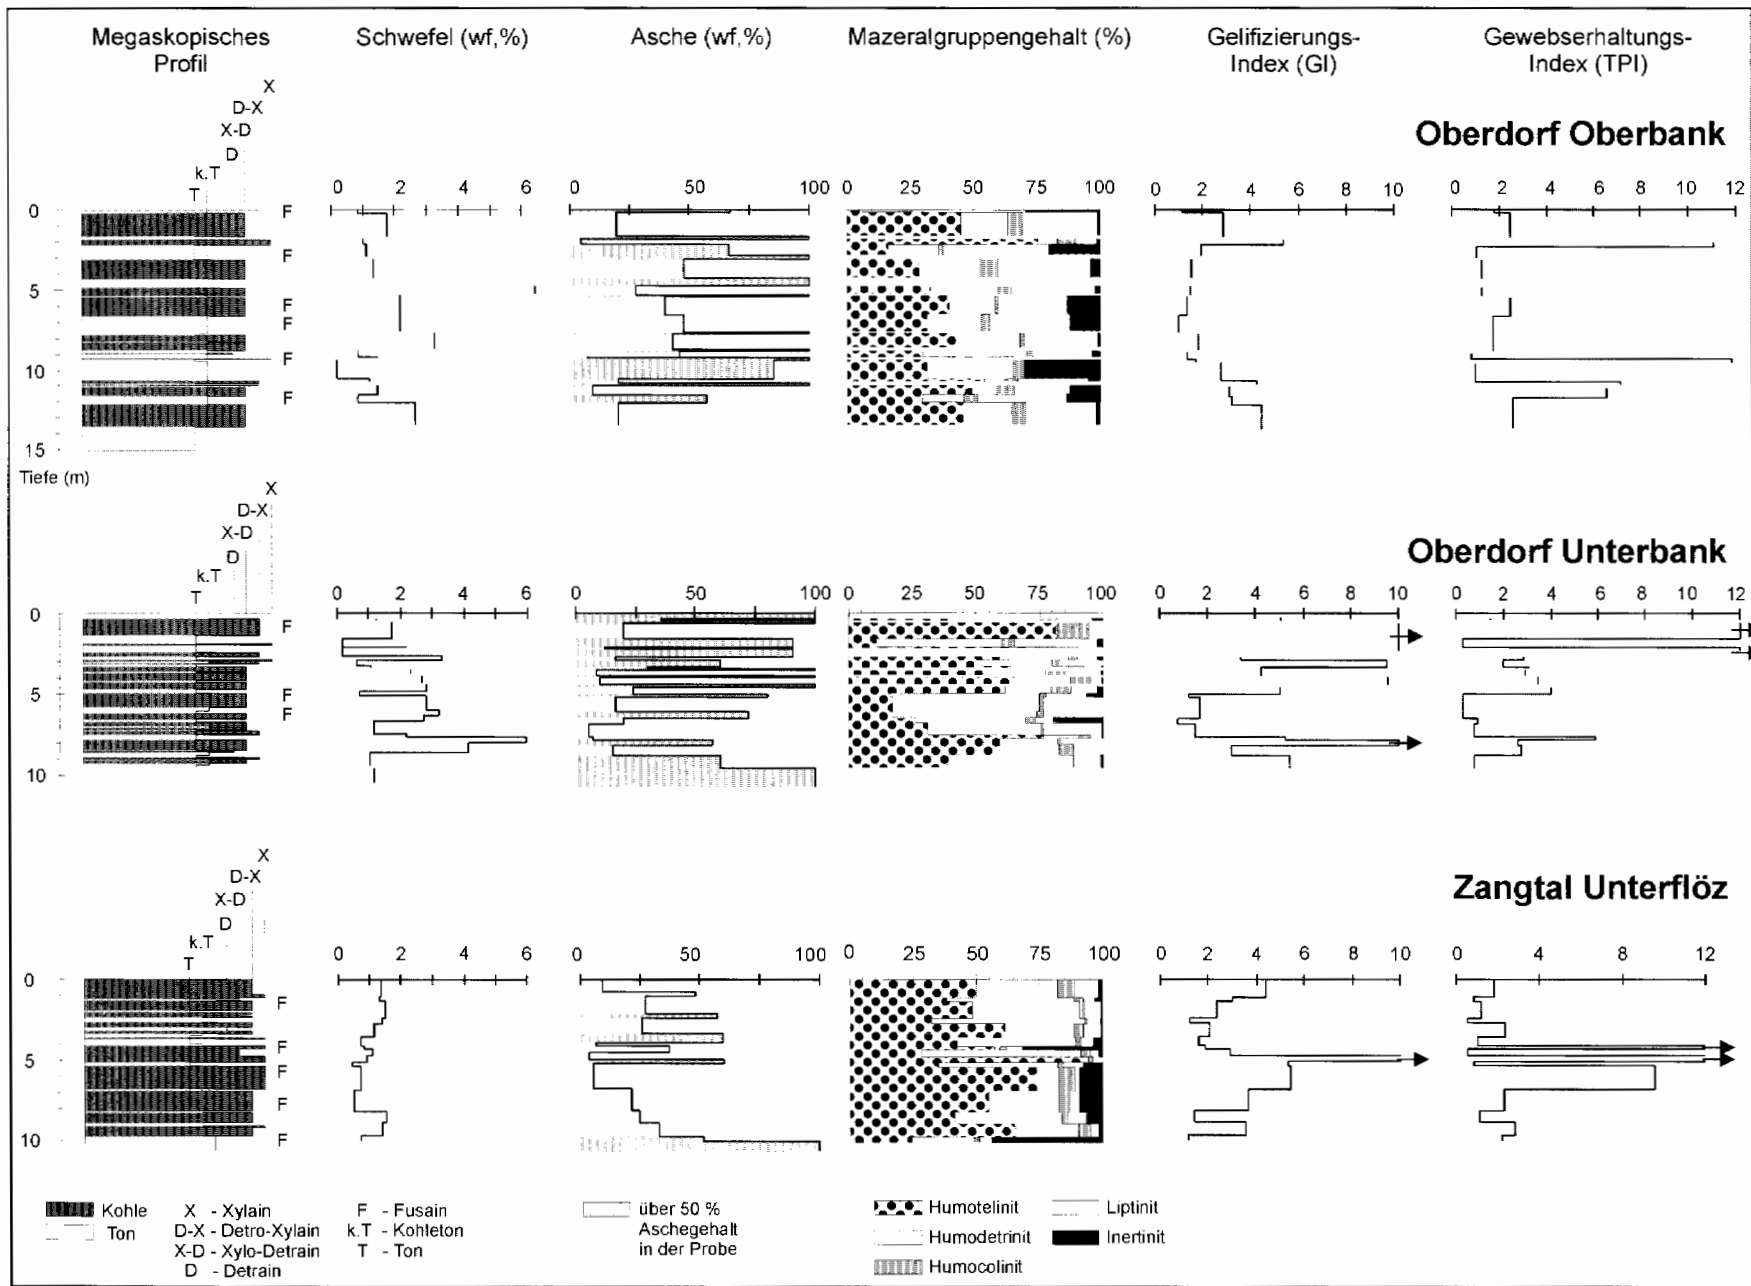 Megaskopisches
Profil
Schwefel (wf,%)
Asche (wf,%)
Mazeralgruppengehalt (%)
Gelifizierungs-
Index (GI)
Gewebserhaltungs-
Index (TPI)
X
D-X
X-D
D
k.T
T
Oberdorf Oberbank
0 2 4 6
0 50 100
0 25 50 75 100%
0 2 4 6 8 10
0 2 4 6 8 10 12
0
5
10
15
Tiefe (m)
F
F
F
F
F
F
X
D-X
X-D
D
k.T
T
Oberdorf Unterbank
0 2 4 6
0 50 100
0 25 50 75 100%
0 2 4 6 8 10
0 2 4 6 8 10 12
0
5
10
F
F
F
X
D-X
X-D
D
k.T
T
Zangtal Unterflöz
0 2 4 6
0 50 100
0 25 50 75 100
0 2 4 6 8 10
0 4 8 12
0
5
10
F
F
F
F
F
Kohle
Ton
X - Xylain
D-X - Detro-Xylain
X-D - Xylo-Detrain
D - Detrain
F - Fusain
k.T - Kohleton
T - Ton
über 50 %
Aschegehalt
in der Probe
Humotelinit
Humodetrinit
Humocolinit
Liptinit
Inertinit